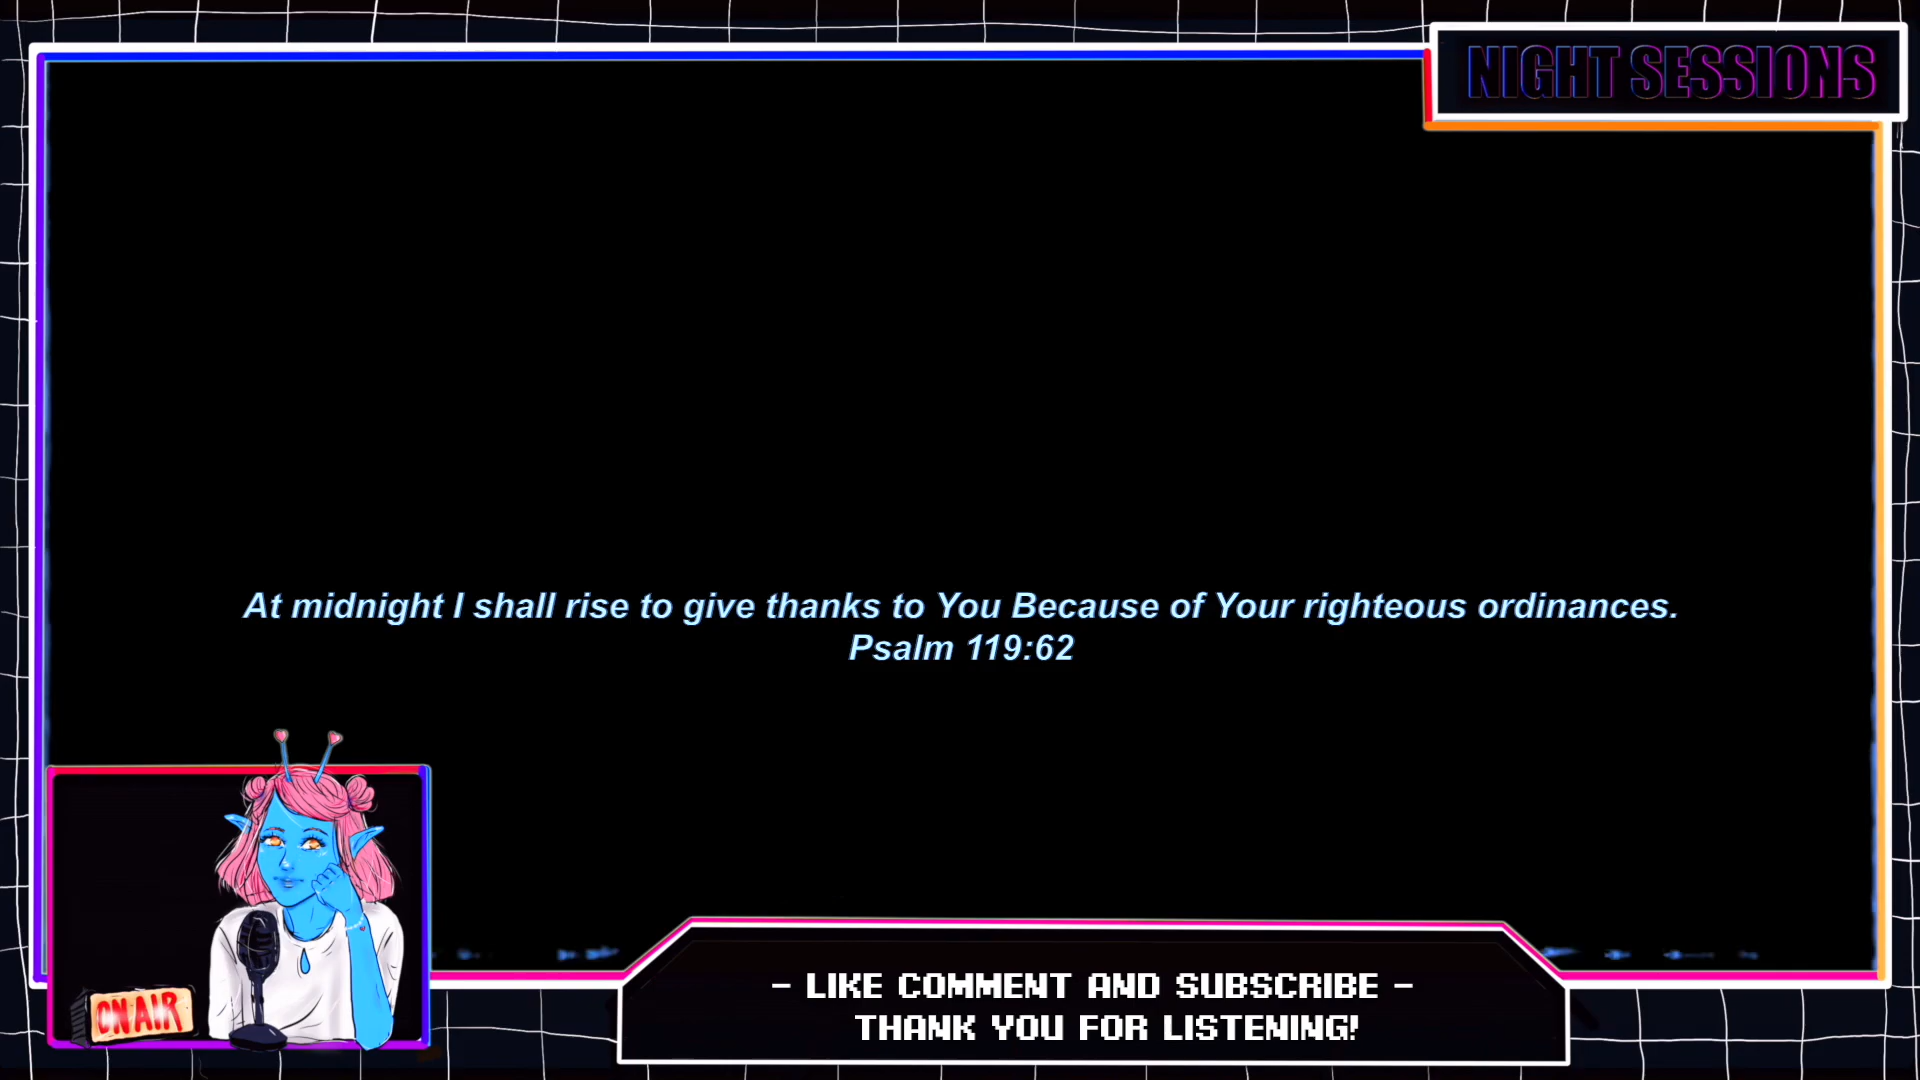 NIGHT SESSIONS
At midnight I shall rise to give thanks to You Because of Your righteous ordinances.
Psalm 119:62
ON AIR
- LIKE COMMENT AND SUBSCRIBE -
THANK YOU FOR LISTENING!